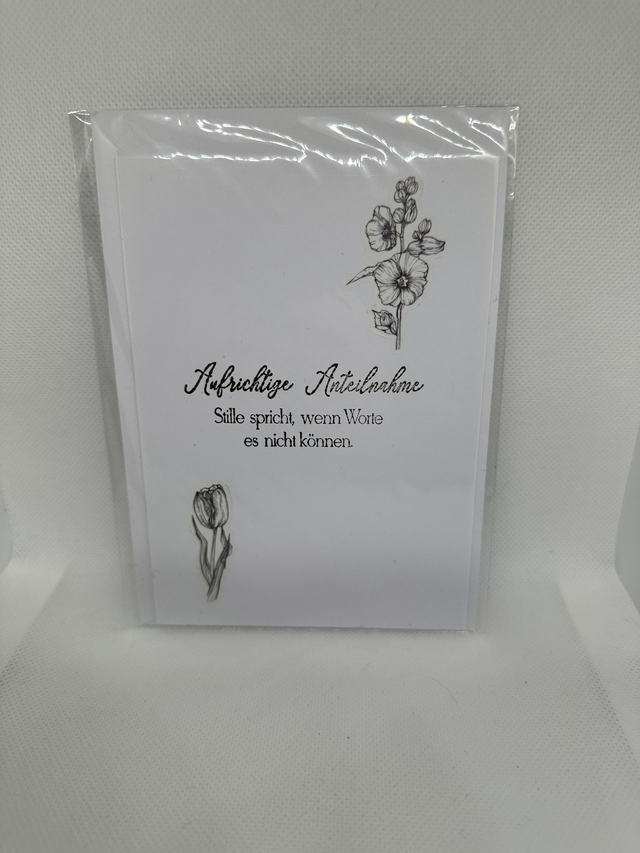 Aufrichtige Anteilnahme
Stille spricht, wenn Worte
es nicht können.